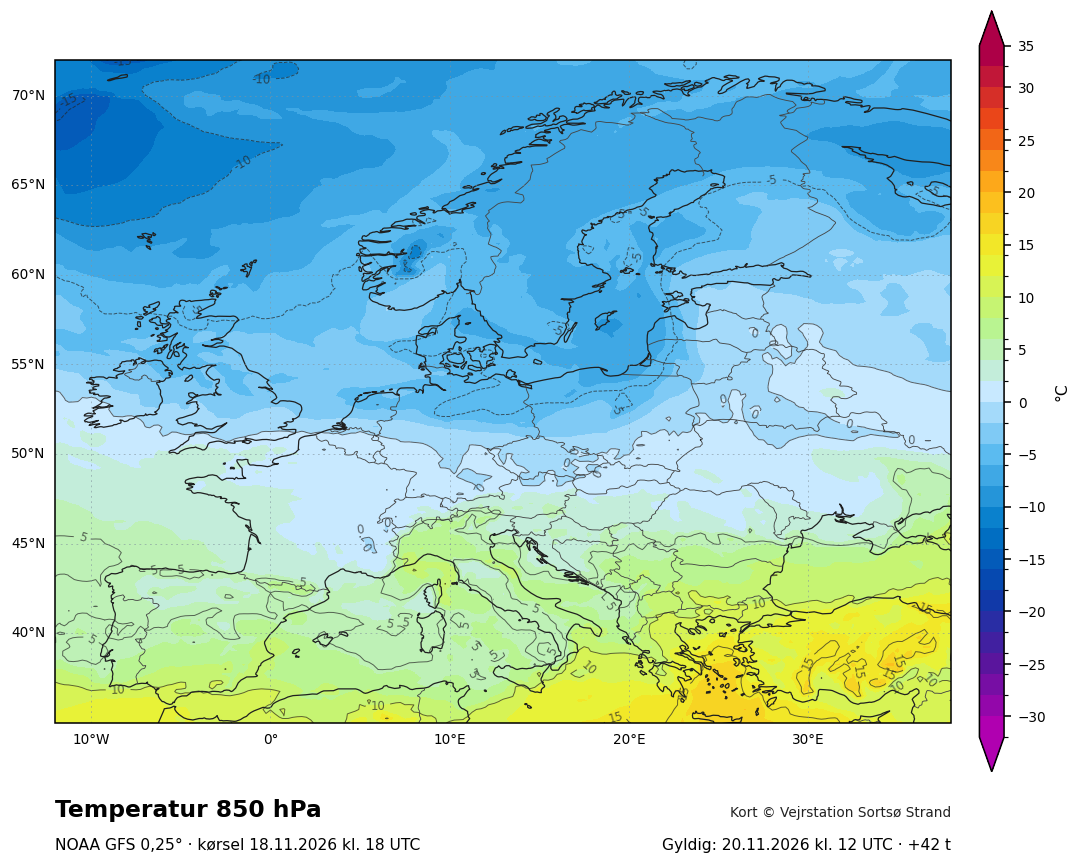 70°N
65°N
60°N
55°N
50°N
45°N
40°N
10°W
0°
10°E
20°E
30°E
35
30
25
20
15
10
5
0
−5
−10
−15
−20
−25
−30
°C
Temperatur 850 hPa
Kort © Vejrstation Sortsø Strand
NOAA GFS 0,25° · kørsel 18.11.2026 kl. 18 UTC
Gyldig: 20.11.2026 kl. 12 UTC · +42 t